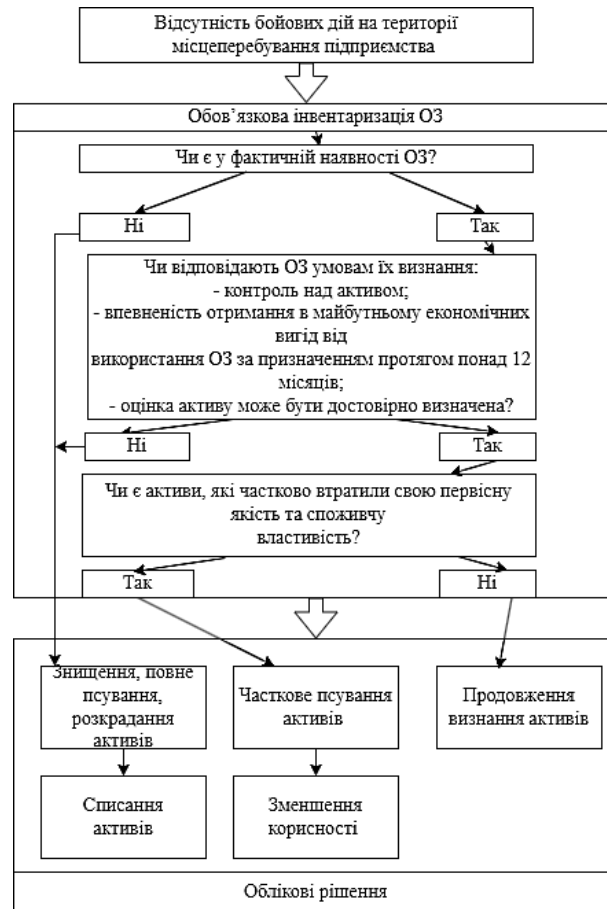 Відсутність бойових дій на території
місцеперебування підприємства
Обов’язкова інвентаризація ОЗ
Чи є у фактичній наявності ОЗ?
Ні
Так
Чи відповідають ОЗ умовам їх визнання:
- контроль над активом;
- впевненість отримання в майбутньому економічних
вигід від
використання ОЗ за призначенням протягом понад 12
місяців;
- оцінка активу може бути достовірно визначена?
Ні
Так
Чи є активи, які частково втратили свою первісну
якість та споживчу
властивість?
Так
Ні
Знищення, повне
псування,
розкрадання
активів
Часткове псування
активів
Продовження
визнання активів
Списання
активів
Зменшення
корисності
Облікові рішення